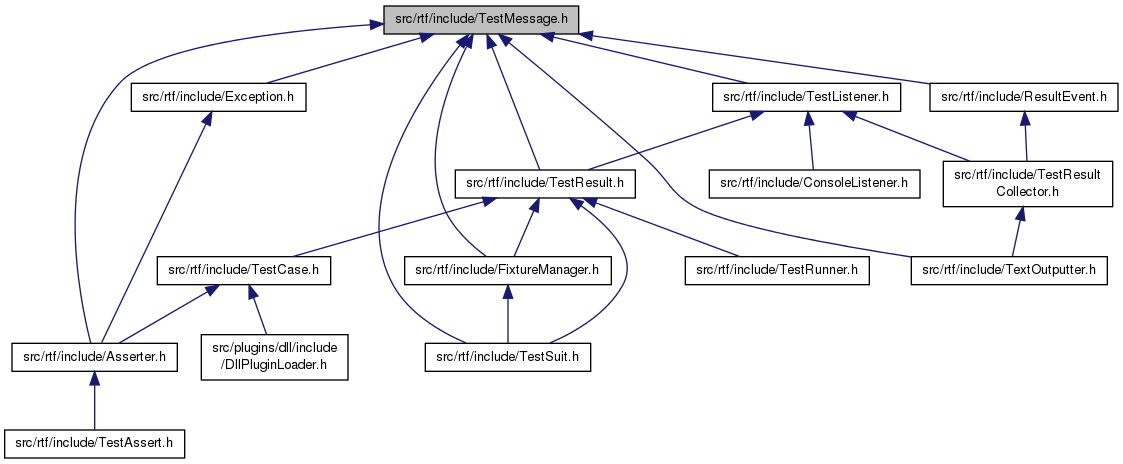 src/rtf/include/TestMessage.h
src/rtf/include/Exception.h
src/rtf/include/TestListener.h
src/rtf/include/ResultEvent.h
src/rtf/include/TestResult.h
src/rtf/include/ConsoleListener.h
src/rtf/include/TestResult
Collector.h
src/rtf/include/TestCase.h
src/rtf/include/FixtureManager.h
src/rtf/include/TestRunner.h
src/rtf/include/TextOutputter.h
src/rtf/include/Asserter.h
src/plugins/dll/include
/DllPluginLoader.h
src/rtf/include/TestSuit.h
src/rtf/include/TestAssert.h